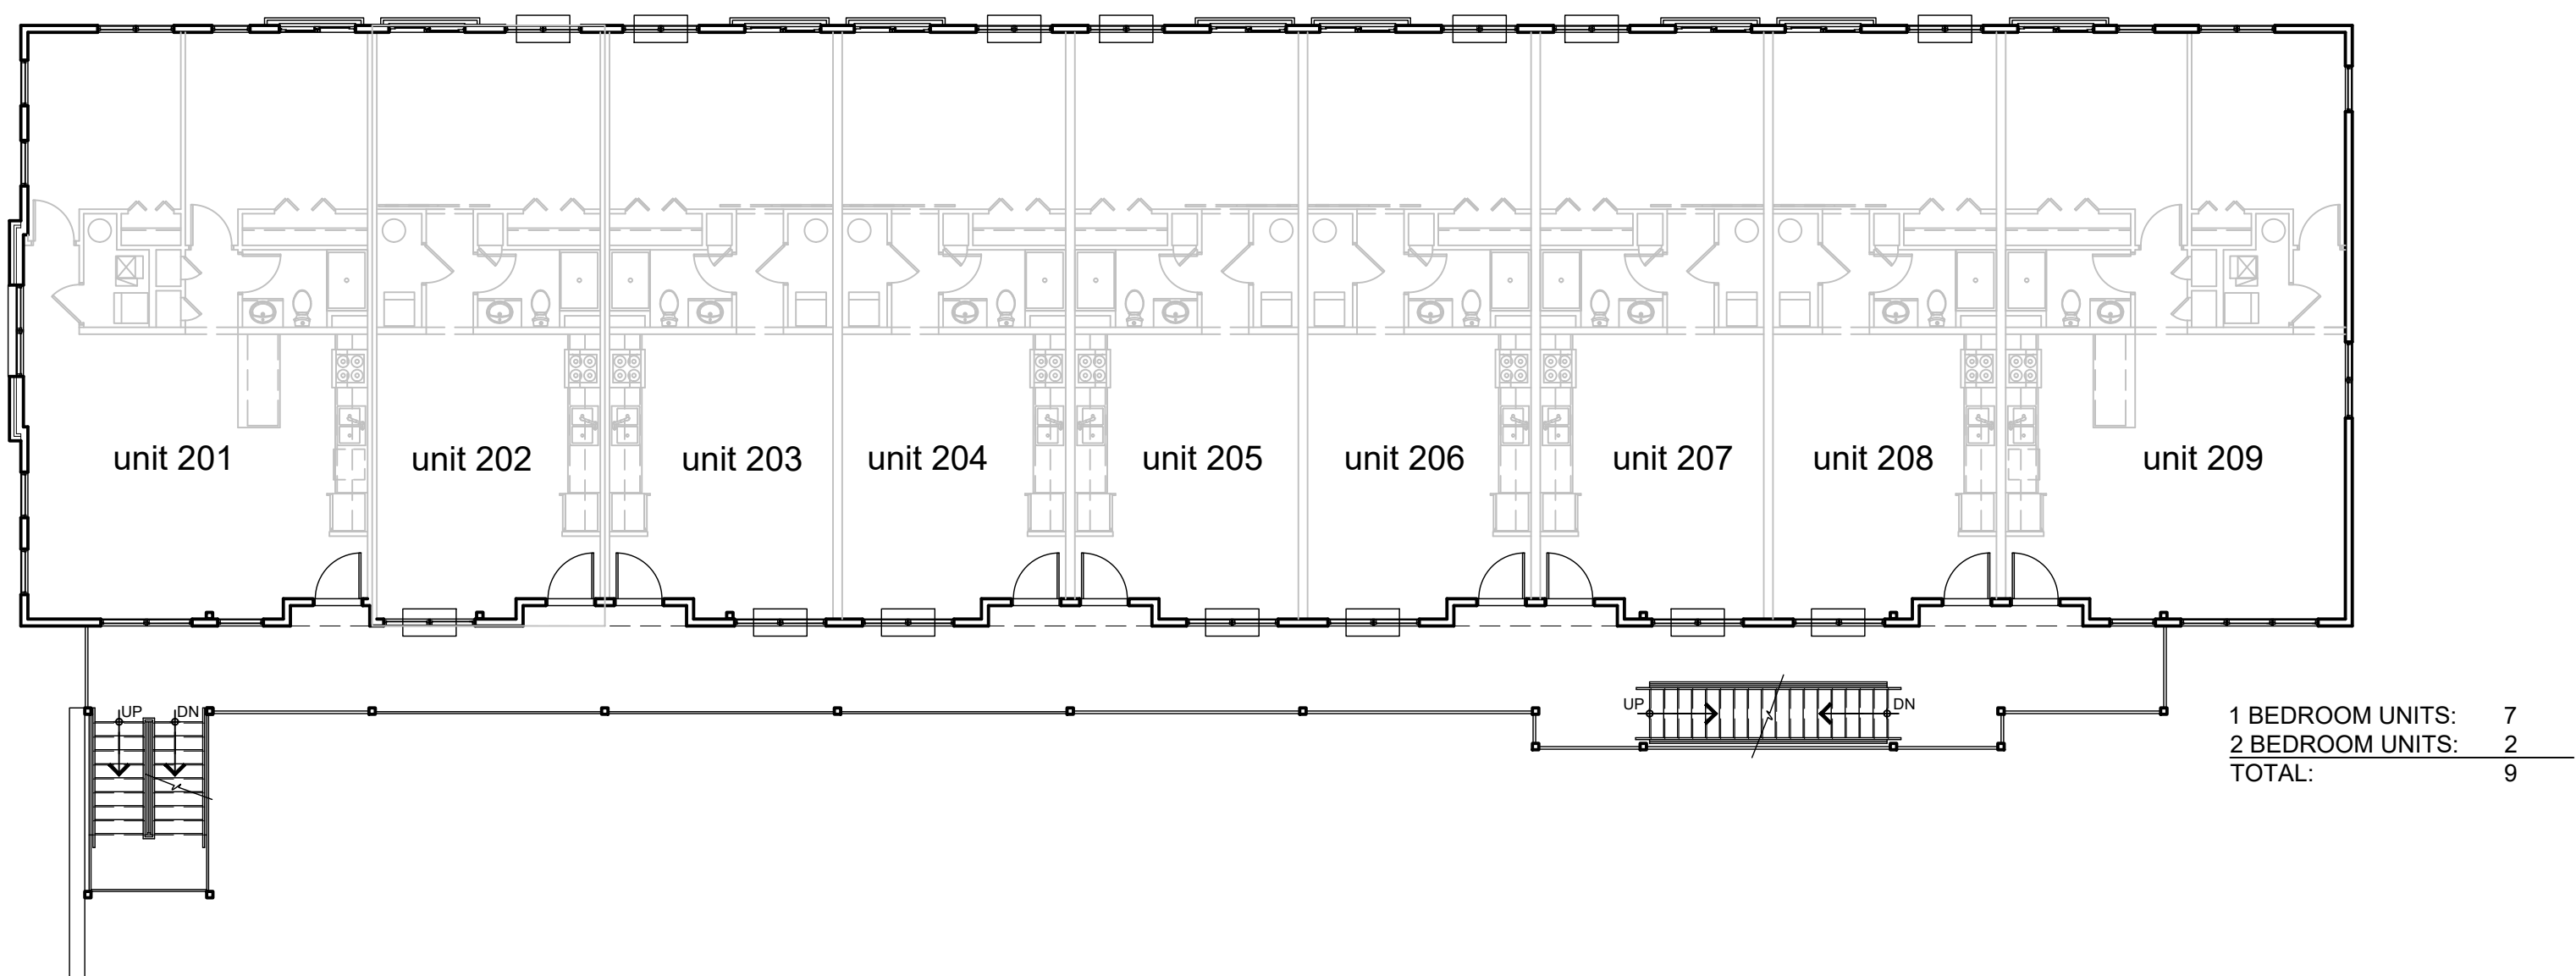 unit 201
unit 202
unit 203
unit 204
unit 205
unit 206
unit 207
unit 208
unit 209
UP
DN
UP
DN
1 BEDROOM UNITS: 7
2 BEDROOM UNITS: 2
TOTAL: 9